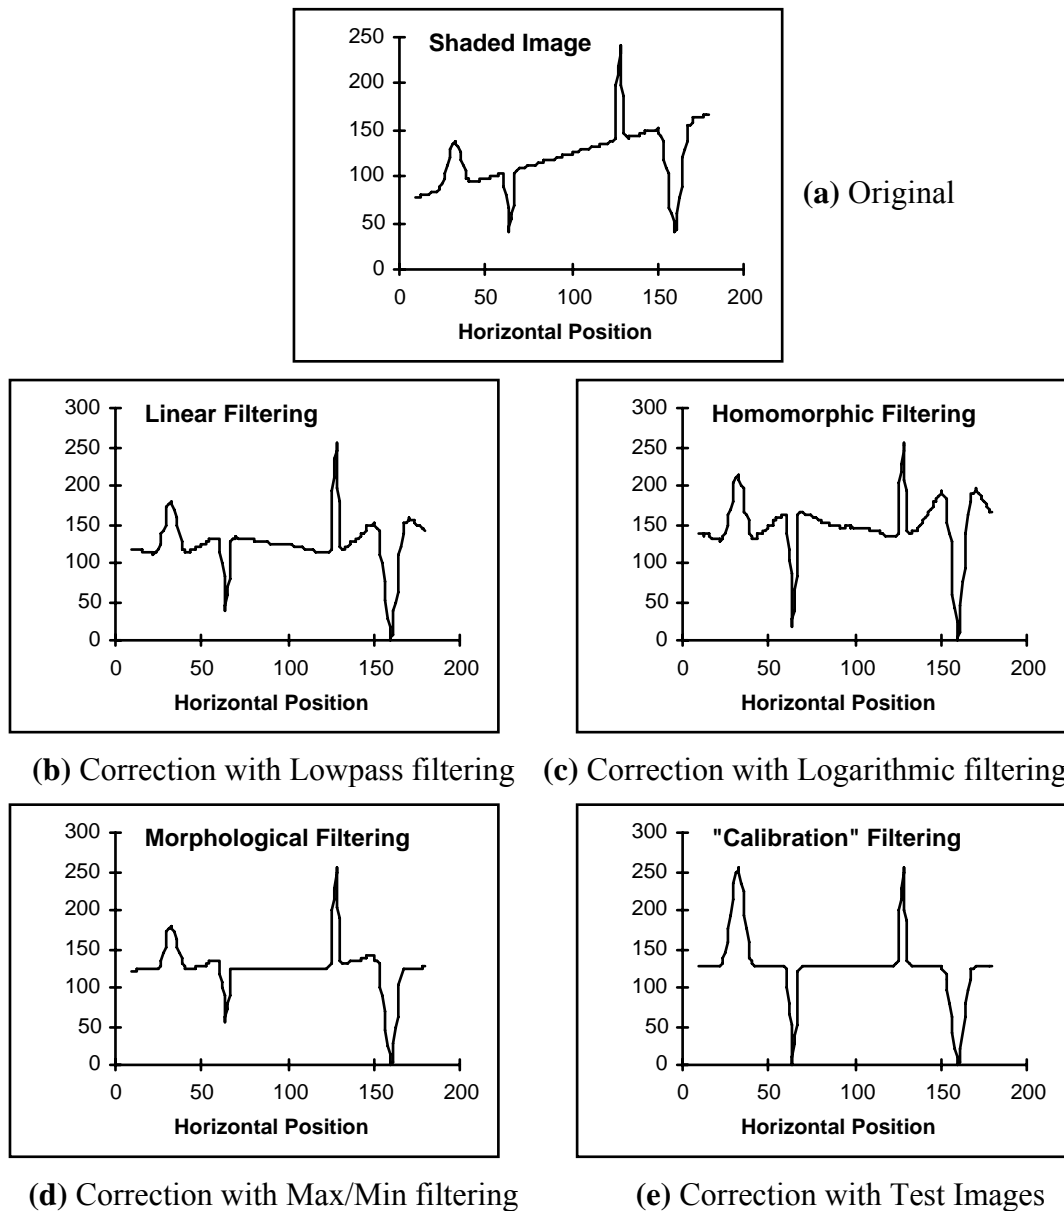 Shaded Image
250
200
150
100
50
0
0 50 100 150 200
Horizontal Position
(a) Original
Linear Filtering
300
250
200
150
100
50
0
0 50 100 150 200
Horizontal Position
Homomorphic Filtering
300
250
200
150
100
50
0
0 50 100 150 200
Horizontal Position
(b) Correction with Lowpass filtering
(c) Correction with Logarithmic filtering
Morphological Filtering
300
250
200
150
100
50
0
0 50 100 150 200
Horizontal Position
"Calibration" Filtering
300
250
200
150
100
50
0
0 50 100 150 200
Horizontal Position
(d) Correction with Max/Min filtering
(e) Correction with Test Images